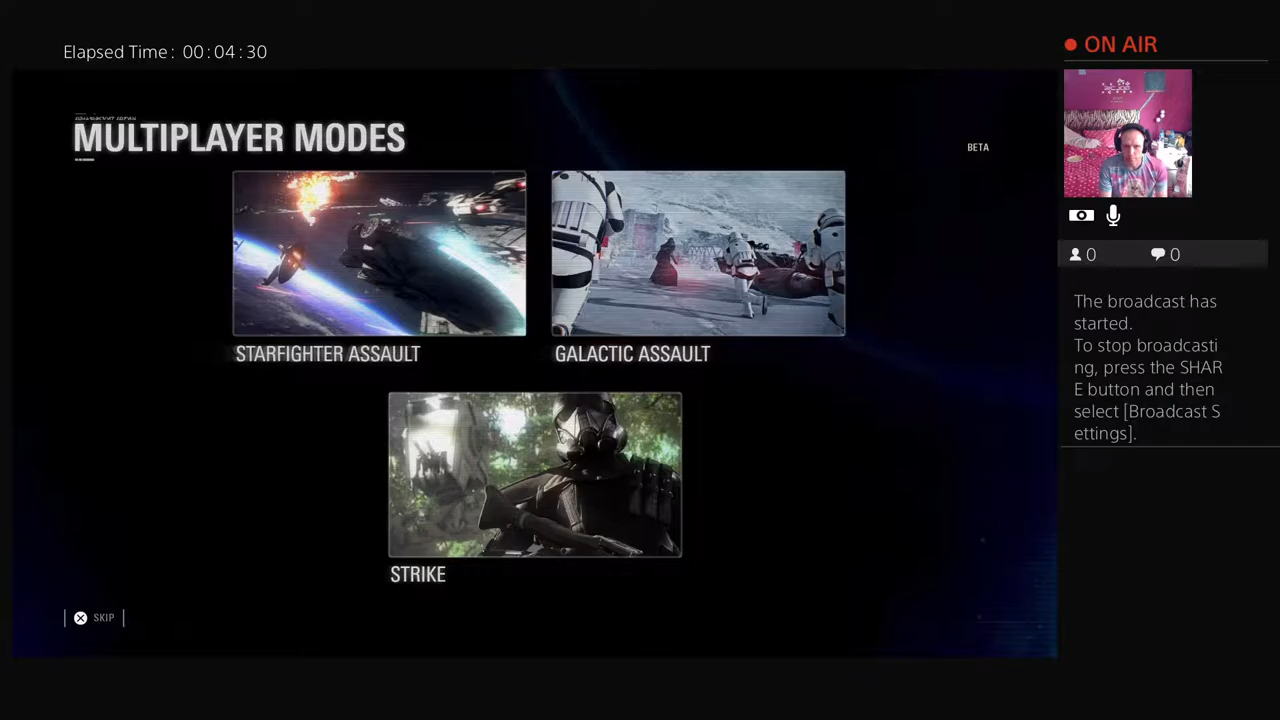 Elapsed Time: 00:04:30
ON AIR
MULTIPLAYER MODES
BETA
0
0
The broadcast has
started.
To stop broadcasti
ng, press the SHAR
E button and then
select [Broadcast S
ettings].
STARFIGHTER ASSAULT
GALACTIC ASSAULT
STRIKE
SKIP